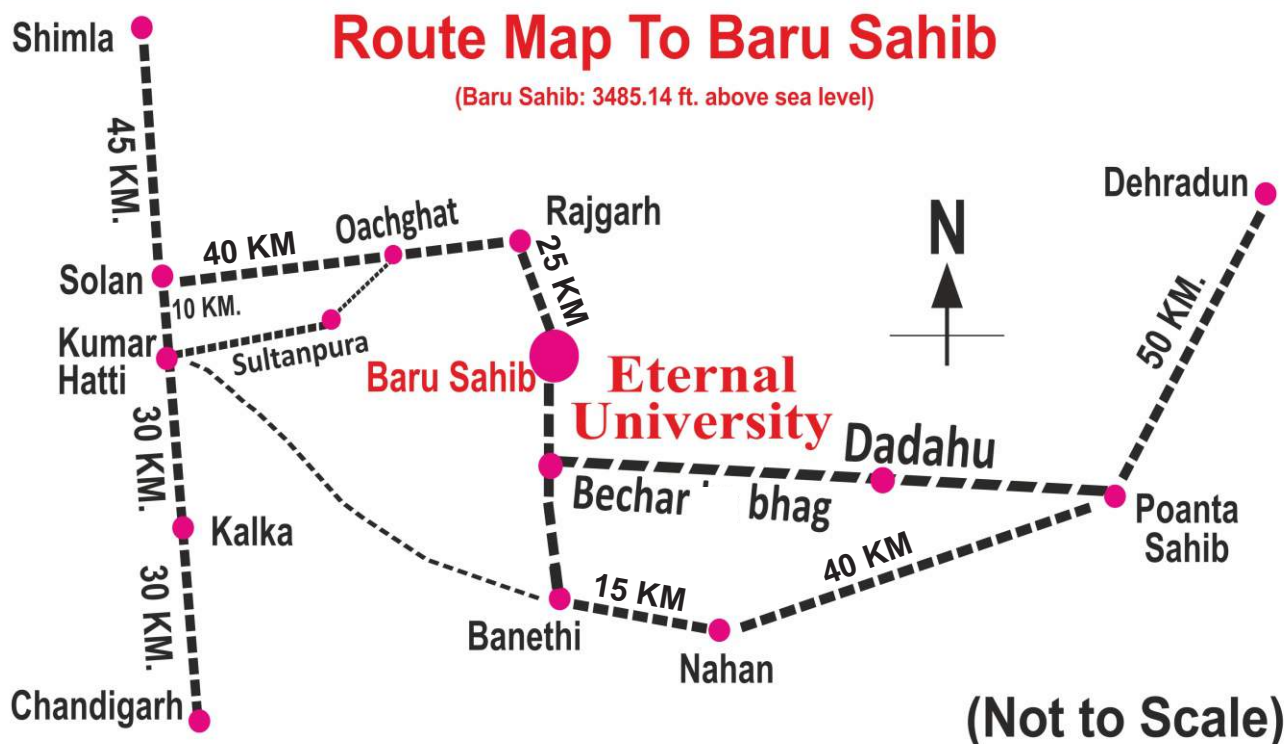 Route Map To Baru Sahib
(Baru Sahib: 3485.14 ft. above sea level)
Shimla
45 KM.
Dehradun
N
Rajgarh
Oachghat
40 KM
25 KM
Solan
10 KM.
50 KM.
Kumar
Hatti
Sultanpura
Baru Sahib
Eternal
University
Dadahu
30 KM.
Bechar
bhag
Poanta
Sahib
Kalka
40 KM
30 KM.
15 KM
Banethi
Nahan
Chandigarh
(Not to Scale)